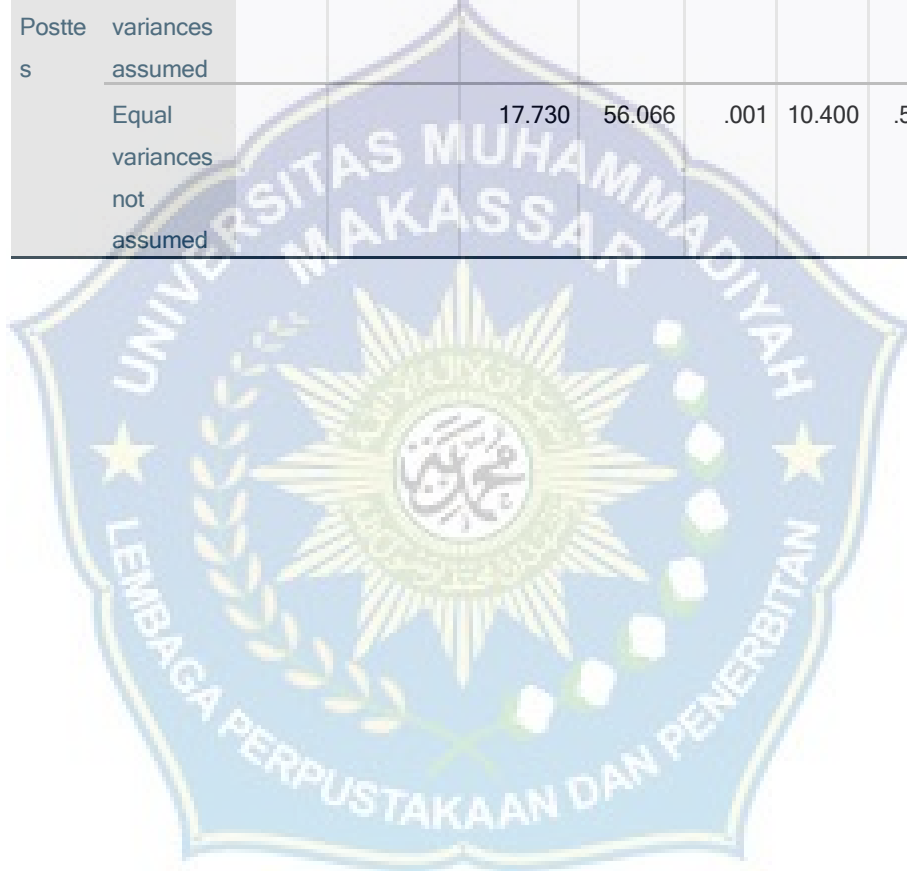 Postte variances
s assumed
Equal 17.730 56.066 .001 10.400
variances
not
assumed
UNIVERSITAS MUHAMMADIYAH
MAKASSAR
LEMBAGA PERPUSTAKAAN DAN PENERBITAN